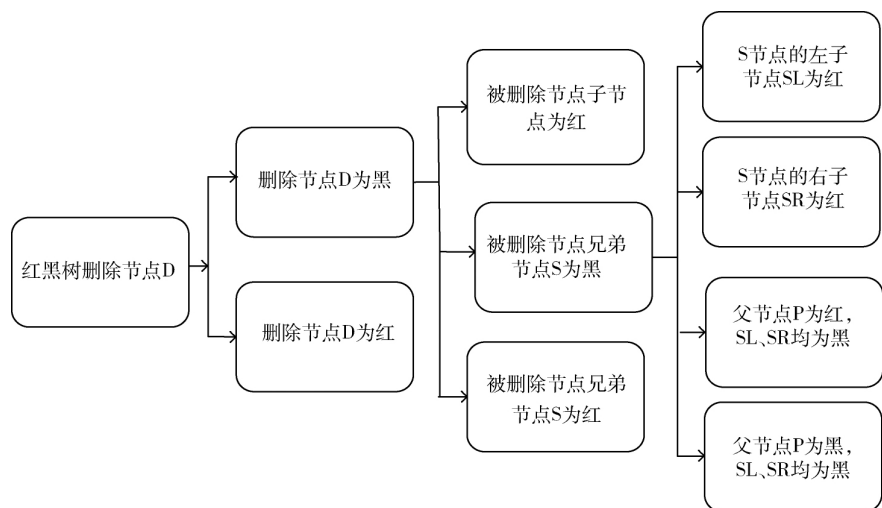 红黑树删除节点D
删除节点D为黑
删除节点D为红
被删除节点子节
点为红
被删除节点兄弟
节点S为黑
被删除节点兄弟
节点S为红
S节点的左子
节点SL为红
S节点的右子
节点SR为红
父节点P为红,
SL、SR均为黑
父节点P为黑,
SL、SR均为黑